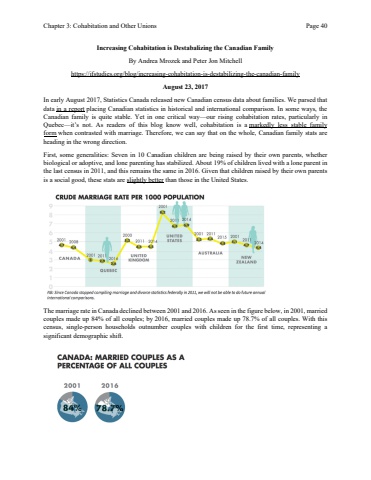 Chapter 3: Cohabitation and Other Unions Page 40
Increasing Cohabitation is Destabalizing the Canadian Family
By Andrea Mrozek and Peter Jon Mitchell
https://ifstudies.org/blog/increasing-cohabitation-is-destabilizing-the-canadian-family
August 23, 2017
In early August 2017, Statistics Canada released new Canadian census data about families. We parsed that
data in a report placing Canadian statistics in historical and international comparison. In some ways, the
Canadian family is quite stable. Yet in one critical way—our rising cohabitation rates, particularly in
Quebec—it's not. As readers of this blog know well, cohabitation is a markedly less stable family
form when contrasted with marriage. Therefore, we can say that on the whole, Canadian family stats are
heading in the wrong direction.
First, some generalities: Seven in 10 Canadian children are being raised by their own parents, whether
biological or adoptive, and lone parenting has stabilized. About 19% of children lived with a lone parent in
the last census in 2011, and this remains the same in 2016. Given that children raised by their own parents
is a social good, these stats are slightly better than those in the United States.
CRUDE MARRIAGE RATE PER 1000 POPULATION
9
8
7
6
5
4
3
2
1
0
2001 2008
CANADA
2001 2011
QUEBEC
2000 2011 2014
UNITED
KINGDOM
2001
2011 2014
UNITED
STATES
2001 2011
AUSTRALIA
2001
2014
NEW
ZEALAND
NB: Since Canada stopped compiling marriage and divorce statistics federally in 2011, we will not be able to do future annual
international comparisons.
The marriage rate in Canada declined between 2001 and 2016. As seen in the figure below, in 2001, married
couples made up 84% of all couples; by 2016, married couples made up 78.7% of all couples. With this
census, single-person households outnumber couples with children for the first time, representing a
significant demographic shift.
CANADA: MARRIED COUPLES AS A
PERCENTAGE OF ALL COUPLES
2001 2016
84% 78.7%